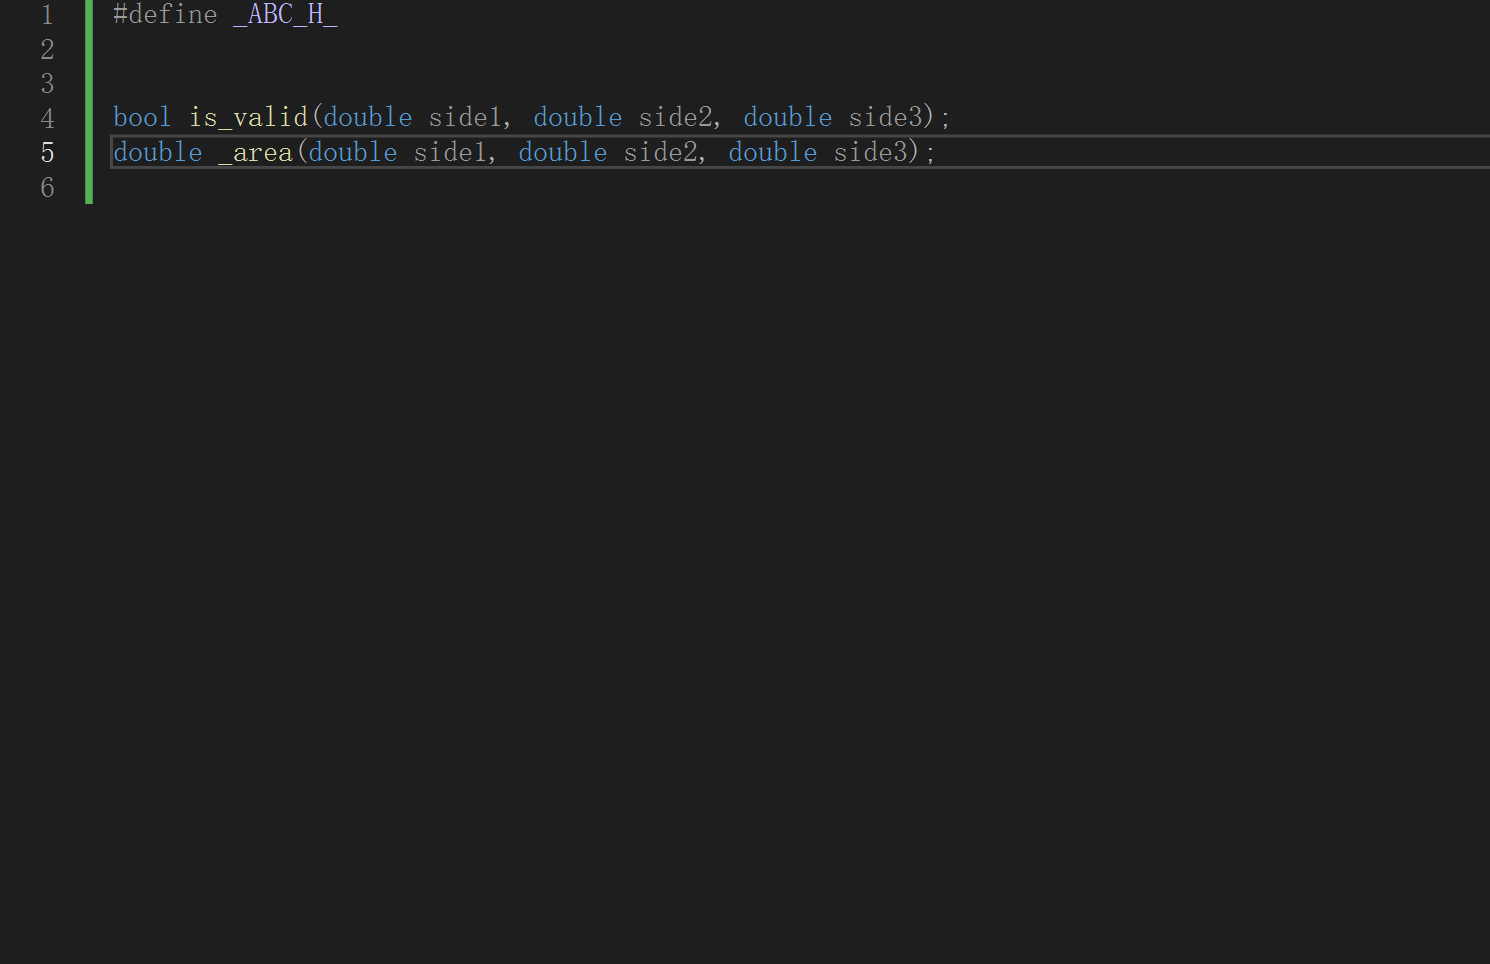 1 #define _ABC_H_
2
3
4 bool is_valid(double side1, double side2, double side3);
5 double _area(double side1, double side2, double side3);
6